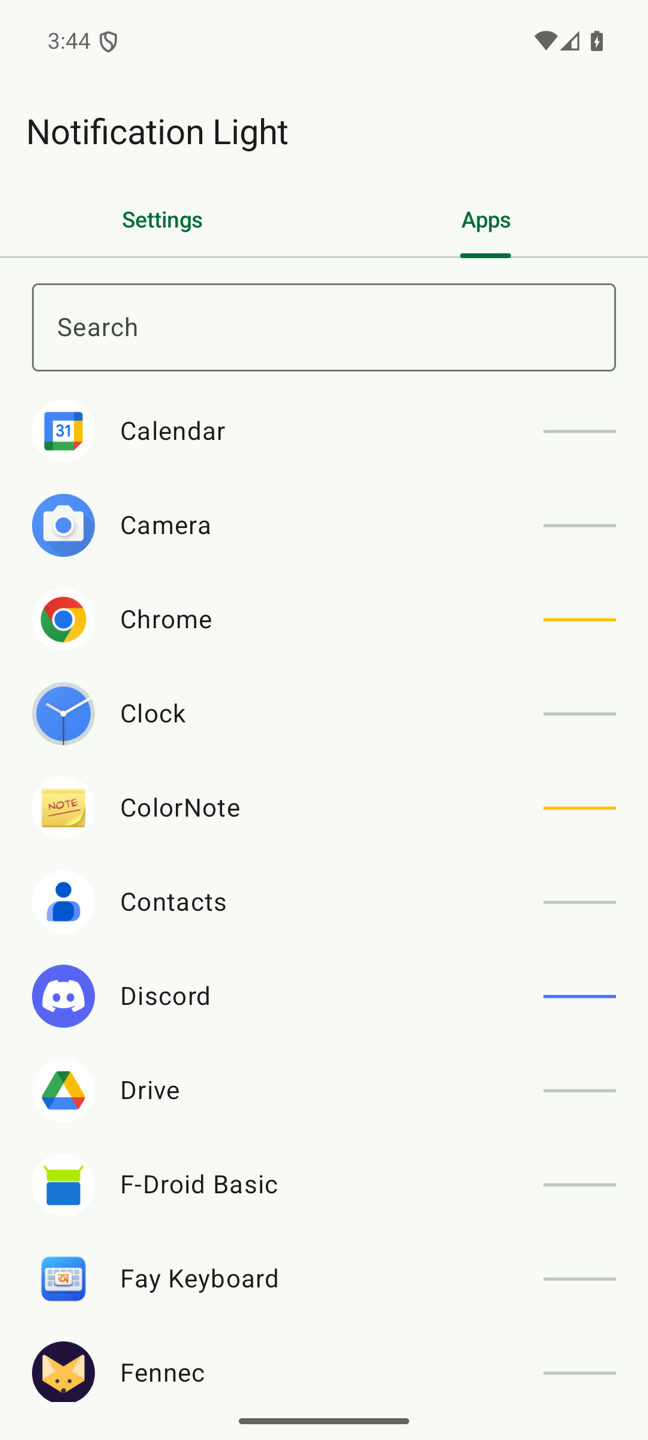 3:44
Notification Light
Settings
Apps
Search
31
Calendar
Camera
Chrome
Clock
NOTE
ColorNote
Contacts
Discord
Drive
F-Droid Basic
অ
Fay Keyboard
Fennec